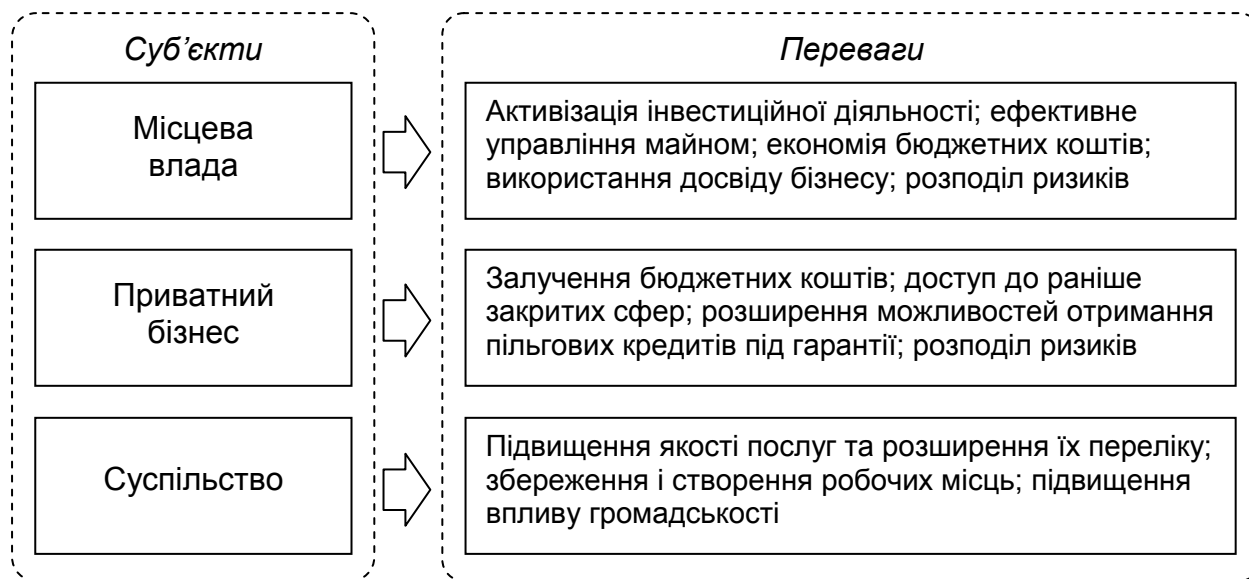 Суб’єкти
Переваги
Місцева
влада
Активізація інвестиційної діяльності; ефективне
управління майном; економія бюджетних коштів;
використання досвіду бізнесу; розподіл ризиків
Приватний
бізнес
Залучення бюджетних коштів; доступ до раніше
закритих сфер; розширення можливостей отримання
пільгових кредитів під гарантії; розподіл ризиків
Суспільство
Підвищення якості послуг та розширення їх переліку;
збереження і створення робочих місць; підвищення
впливу громадськості